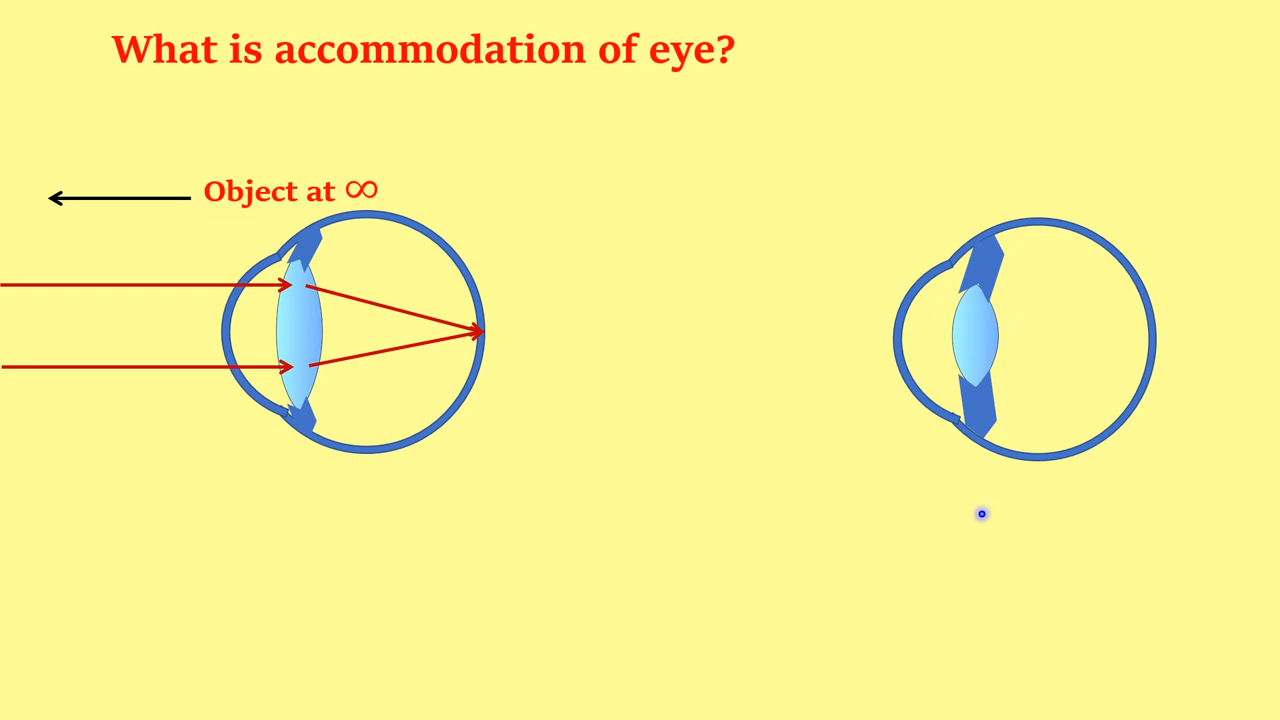 What is accommodation of eye?
Object at ∞